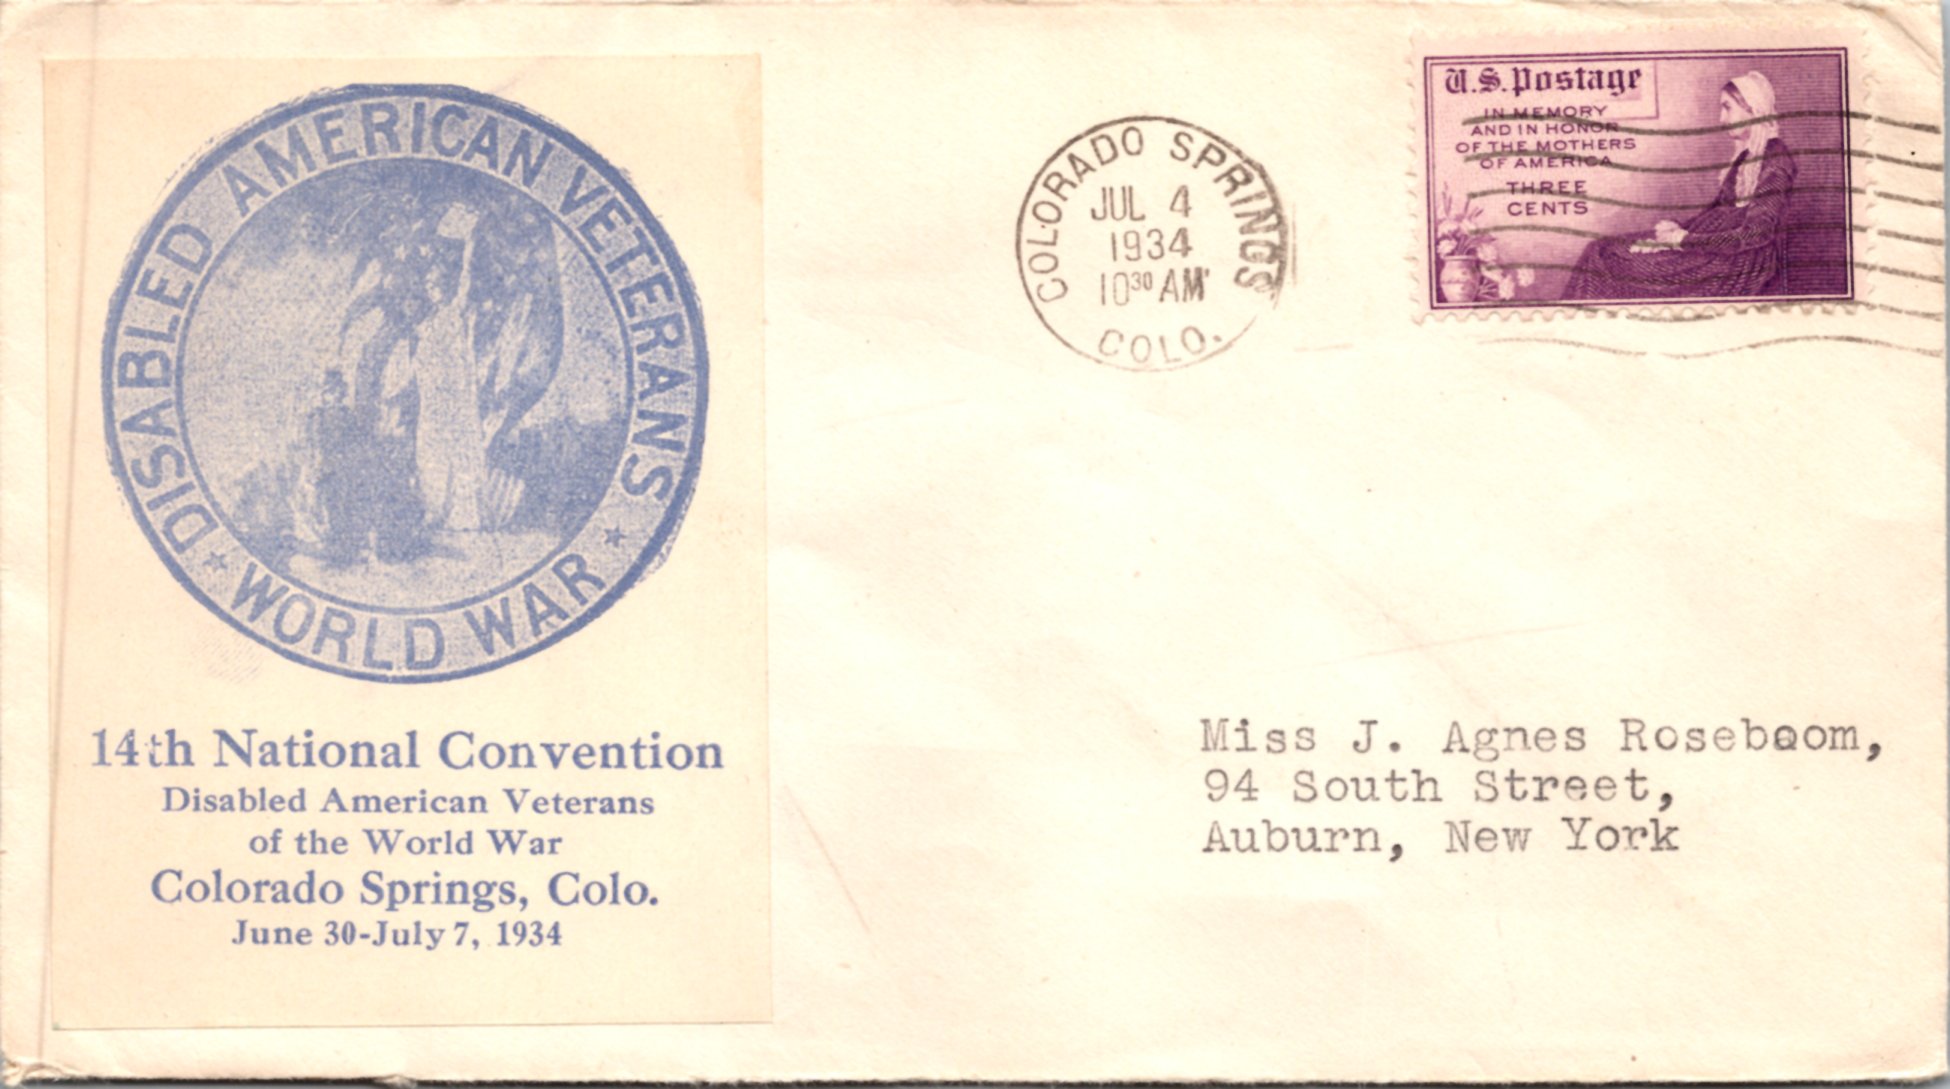 DISABLED AMERICAN VETERANS
★ WORLD WAR ★
14th National Convention
Disabled American Veterans
of the World War
Colorado Springs, Colo.
June 30-July 7, 1934
COLORADO SPRINGS
JUL 4
1934
10³⁰ AM
COLO.
U.S. Postage
IN MEMORY
AND IN HONOR
OF THE MOTHERS
OF AMERICA
THREE
CENTS
Miss J. Agnes Roseboom,
94 South Street,
Auburn, New York